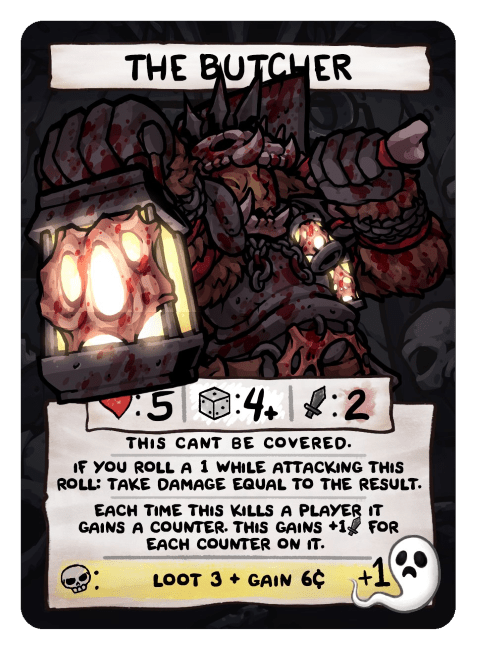 THE BUTCHER
:5 :4+ :2
THIS CANT BE COVERED.
IF YOU ROLL A 1 WHILE ATTACKING THIS
ROLL: TAKE DAMAGE EQUAL TO THE RESULT.
EACH TIME THIS KILLS A PLAYER IT
GAINS A COUNTER. THIS GAINS +1 FOR
EACH COUNTER ON IT.
: LOOT 3 + GAIN 6¢ +1